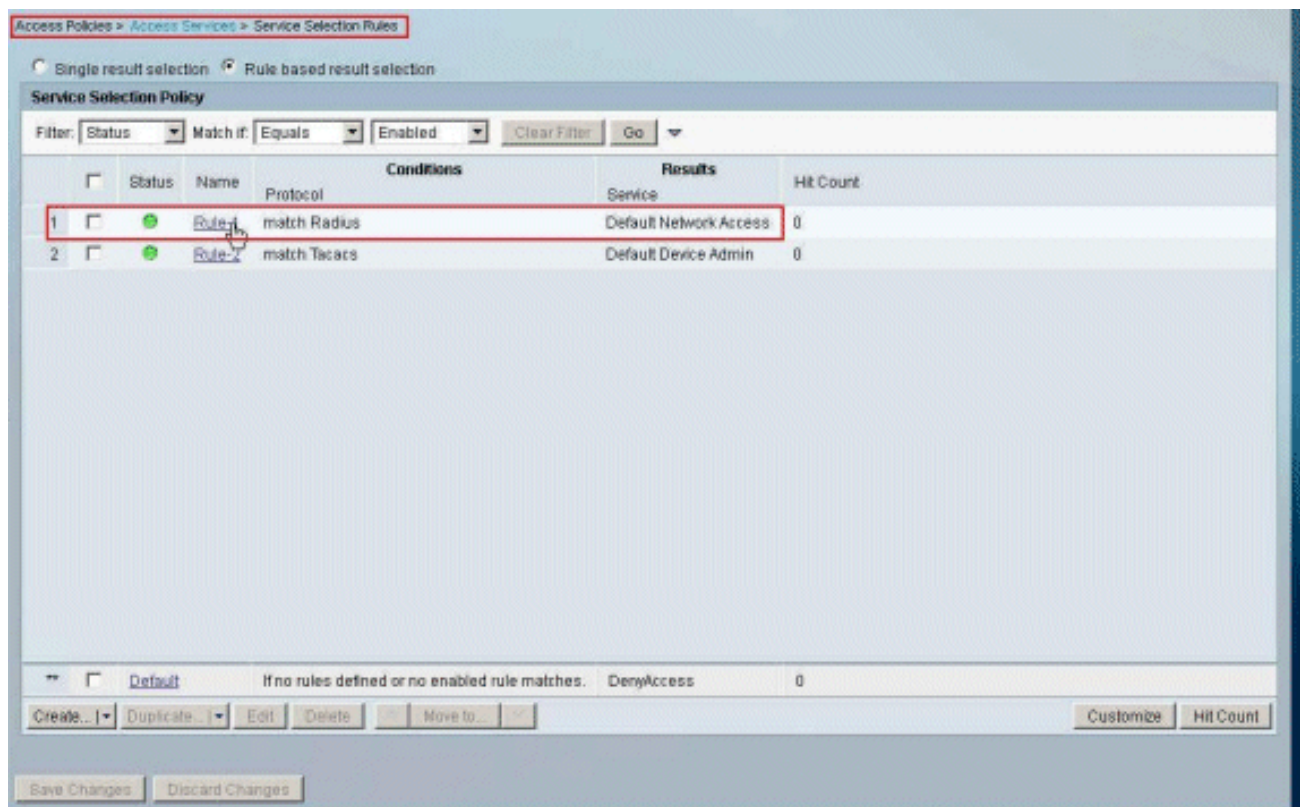 Access Policies > Access Services > Service Selection Rules
Single result selection Rule based result selection
Service Selection Policy
Filter: Status Match if: Equals Enabled Clear Filter Go
Conditions Results
Status Name Protocol Service Hit Count
1 Rule-1 match Radius Default Network Access 0
2 Rule-2 match Tacacs Default Device Admin 0
** Default If no rules defined or no enabled rule matches. DenyAccess 0
Create... Duplicate... Edit Delete Move to... Customize Hit Count
Save Changes Discard Changes